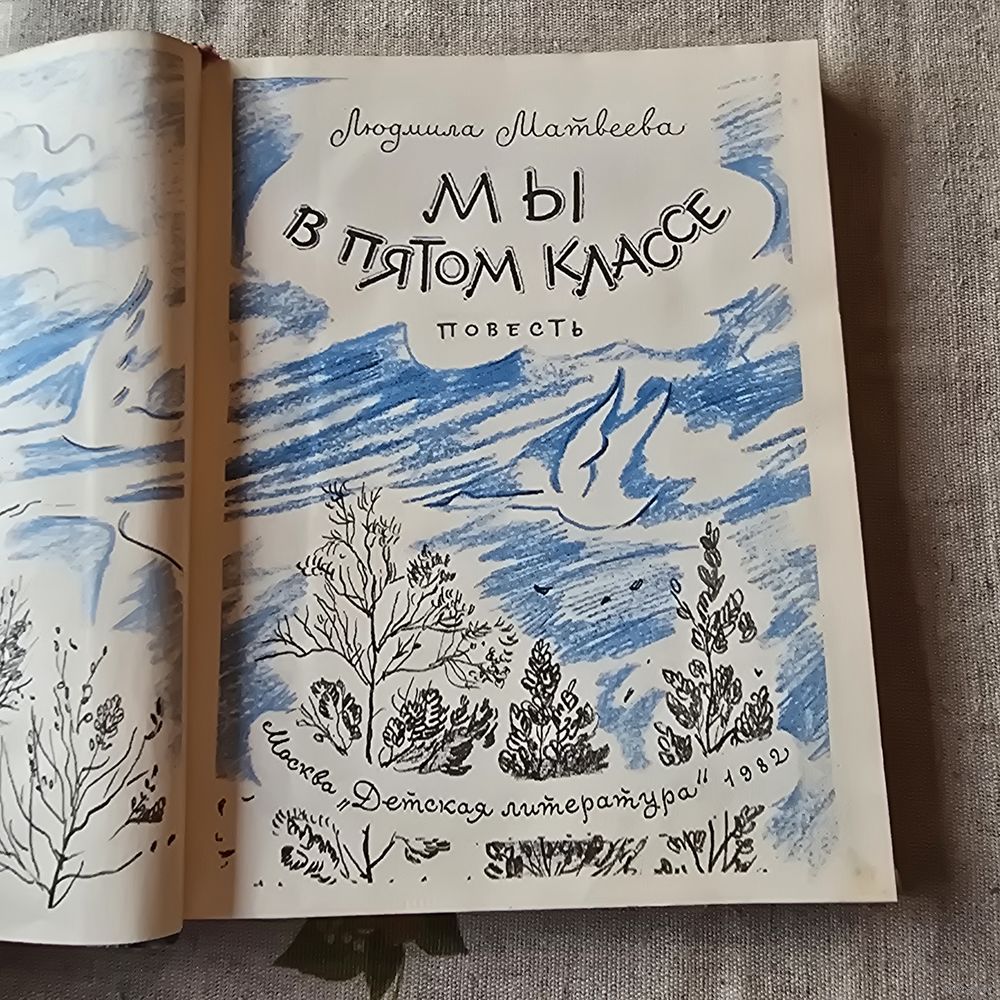 Людмила Матвеева
МЫ
В ПЯТОМ КЛАССЕ
ПОВЕСТЬ
Москва „Детская литература" 1982